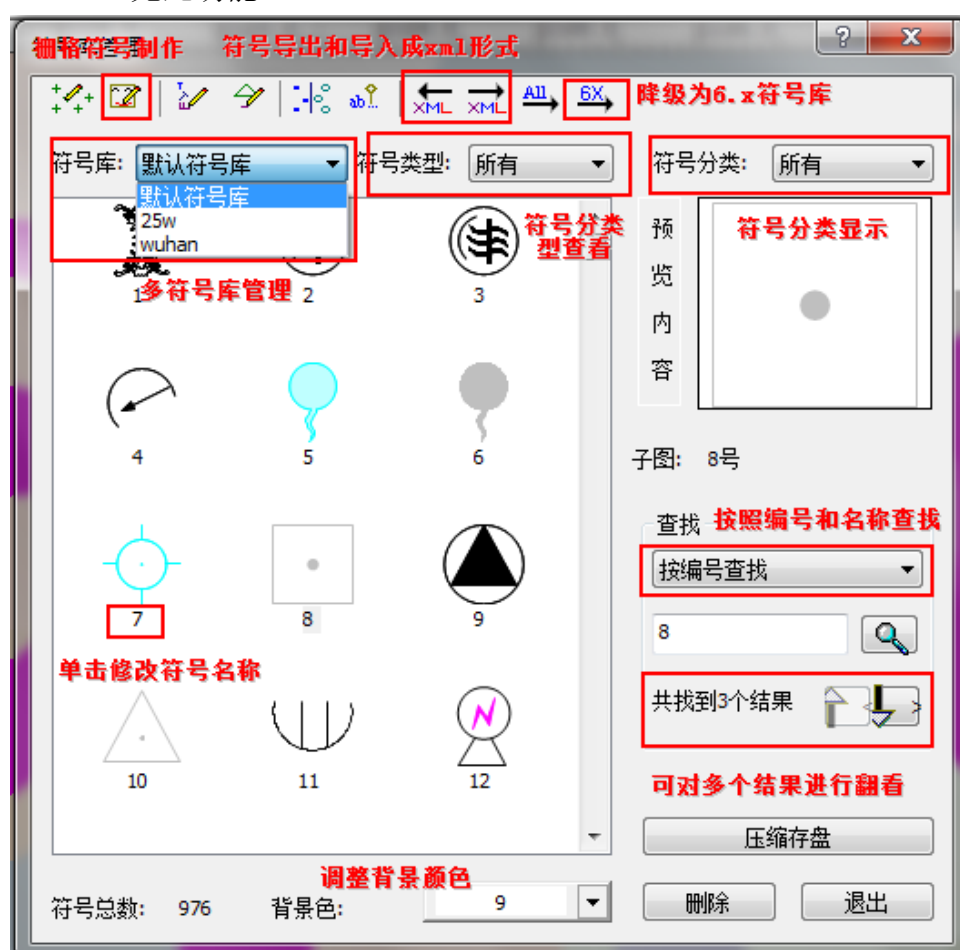 栅格符号制作 符号导出和导入成xml形式
XML XML All 6X 降级为6.x符号库
符号库: 默认符号库 符号类型: 所有 符号分类: 所有
默认符号库
25w
wuhan
符号分类
型查看
预览内容
符号分类显示
多符号库管理
1 2 3
4 5 6
子图: 8号
查找 按照编号和名称查找
按编号查找
7 8 9
8
单击修改符号名称
共找到3个结果
10 11 12
可对多个结果进行翻看
压缩存盘
调整背景颜色
符号总数: 976 背景色: 9 删除 退出